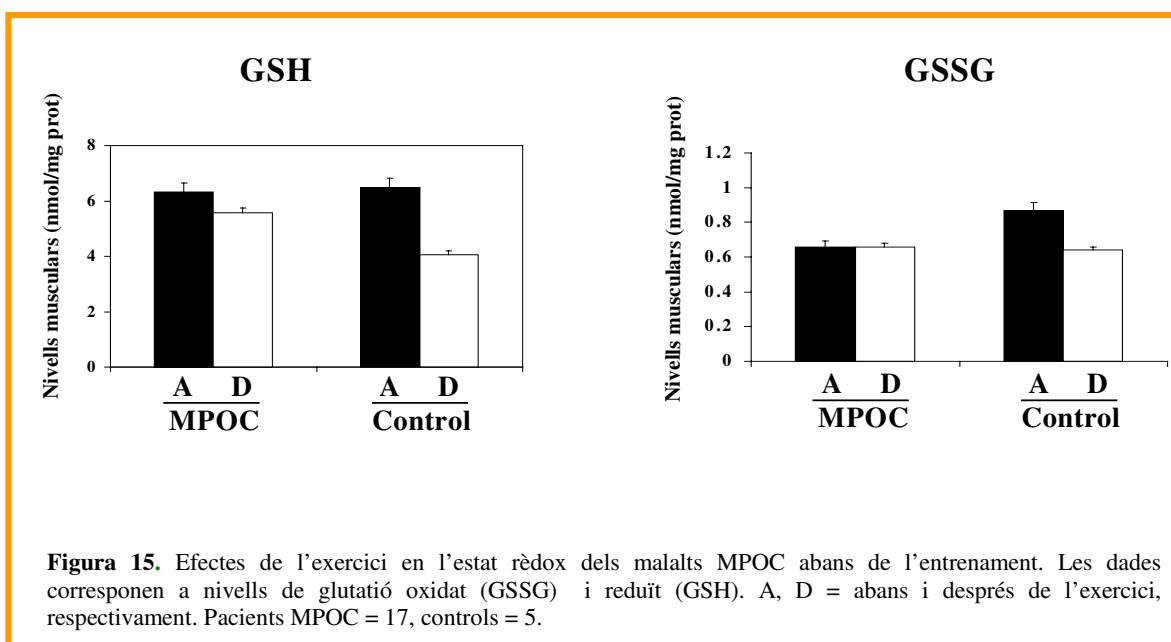 GSH
Nivells musculars (nmol/mg prot)
8
6
4
2
0
A D
MPOC
A D
Control
GSSG
Nivells musculars (nmol/mg prot)
1.2
1
0.8
0.6
0.4
0.2
0
A D
MPOC
A D
Control
Figura 15. Efectes de l'exercici en l'estat rèdox dels malalts MPOC abans de l'entrenament. Les dades
corresponen a nivells de glutatió oxidat (GSSG) i reduït (GSH). A, D = abans i després de l'exercici,
respectivament. Pacients MPOC = 17, controls = 5.